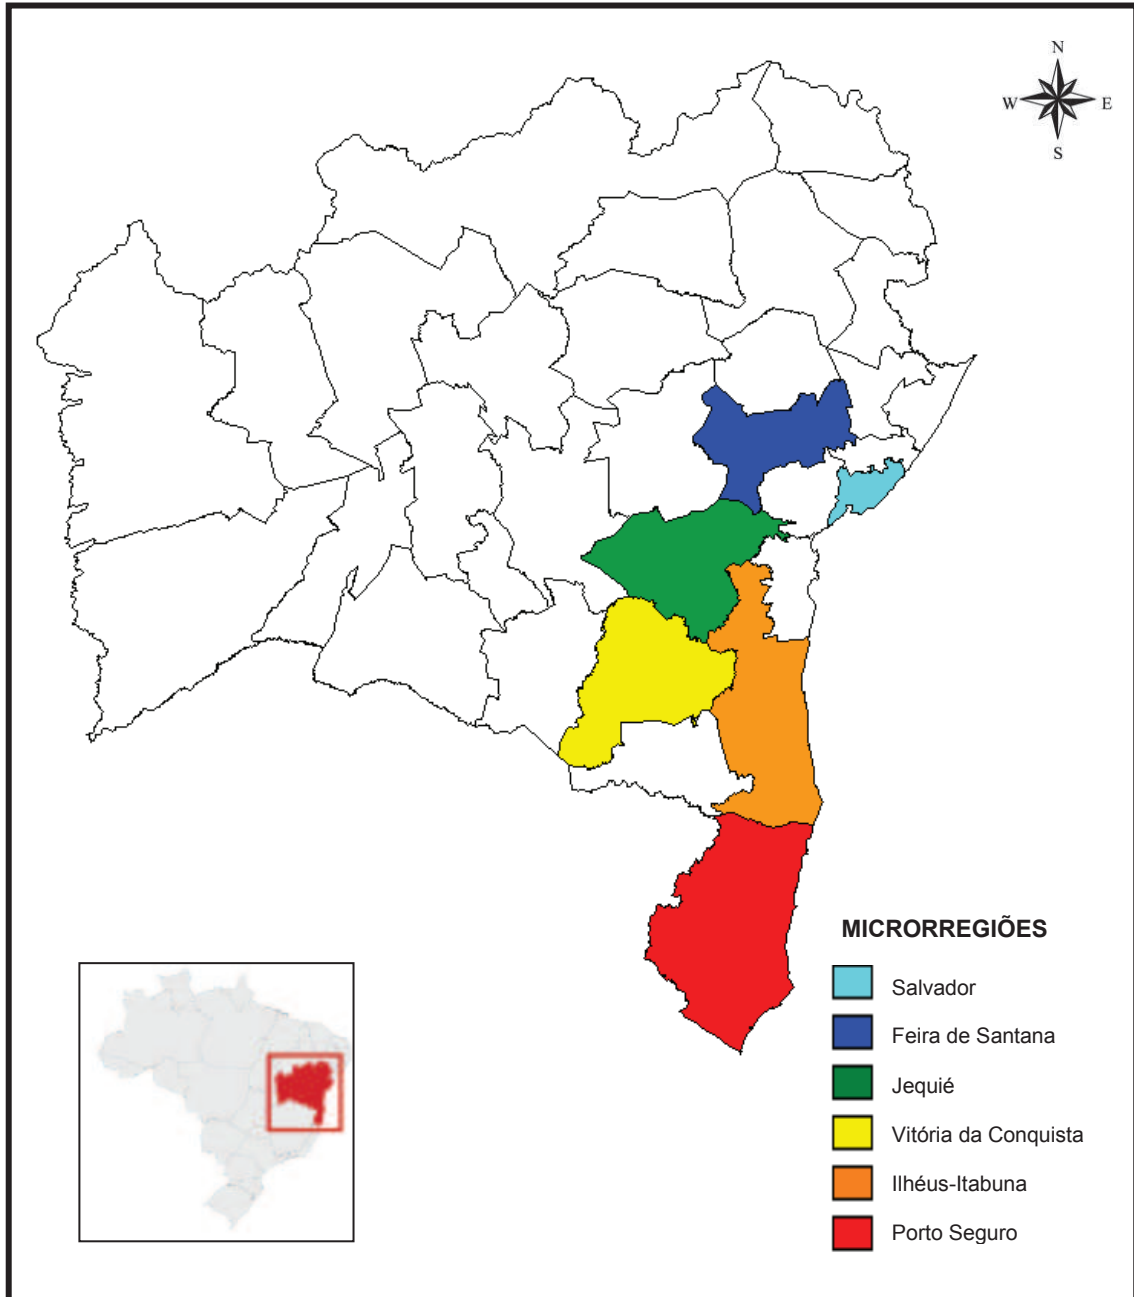 N
W E
S
MICRORREGIÕES
Salvador
Feira de Santana
Jequié
Vitória da Conquista
Ilhéus-Itabuna
Porto Seguro